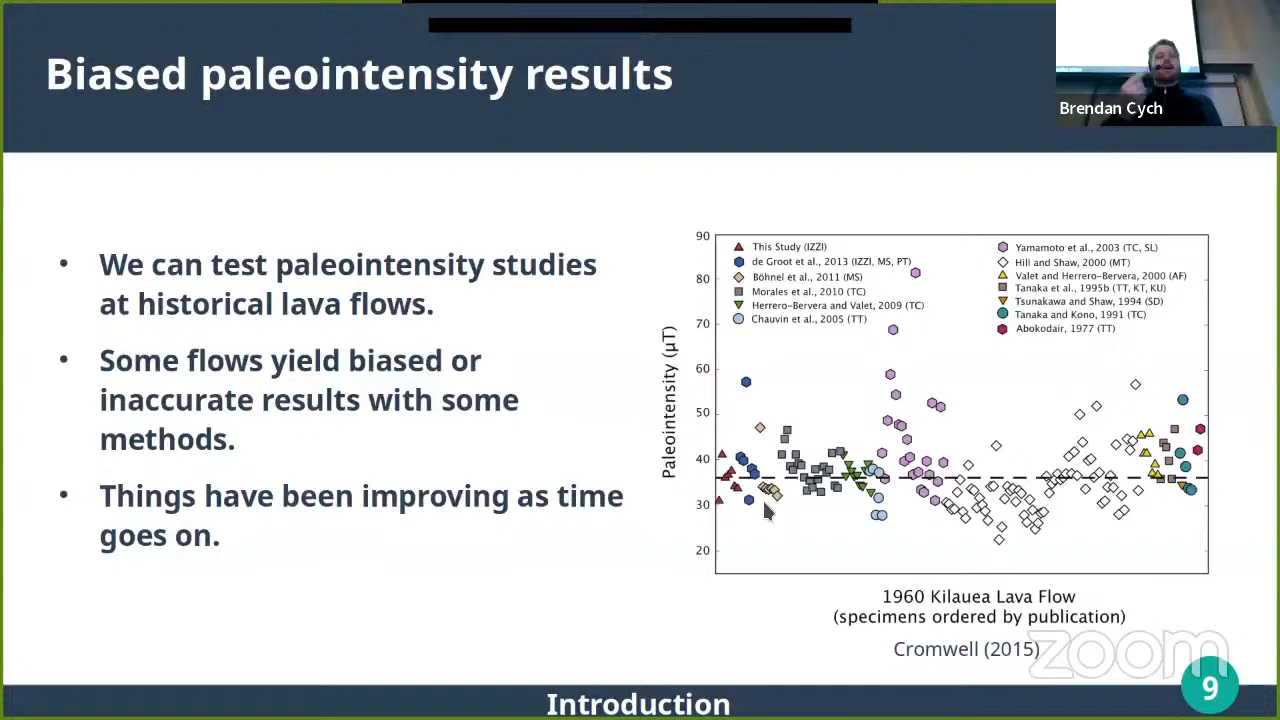 Biased paleointensity results
Brendan Cych
• We can test paleointensity studies
at historical lava flows.
• Some flows yield biased or
inaccurate results with some
methods.
• Things have been improving as time
goes on.
90
80
70
60
50
40
30
20
Paleointensity (μT)
This Study (IZZI)
de Groot et al., 2013 (IZZI, MS, PT)
Böhnel et al., 2011 (MS)
Morales et al., 2010 (TC)
Herrero-Bervera and Valet, 2009 (TC)
Chauvin et al., 2005 (TT)
Yamamoto et al., 2003 (TC, SL)
Hill and Shaw, 2000 (MT)
Valet and Herrero-Bervera, 2000 (AF)
Tanaka et al., 1995b (TT, KT, KU)
Tsunakawa and Shaw, 1994 (SD)
Tanaka and Kono, 1991 (TC)
Abokodair, 1977 (TT)
1960 Kilauea Lava Flow
(specimens ordered by publication)
Cromwell (2015)
zoom
Introduction
9